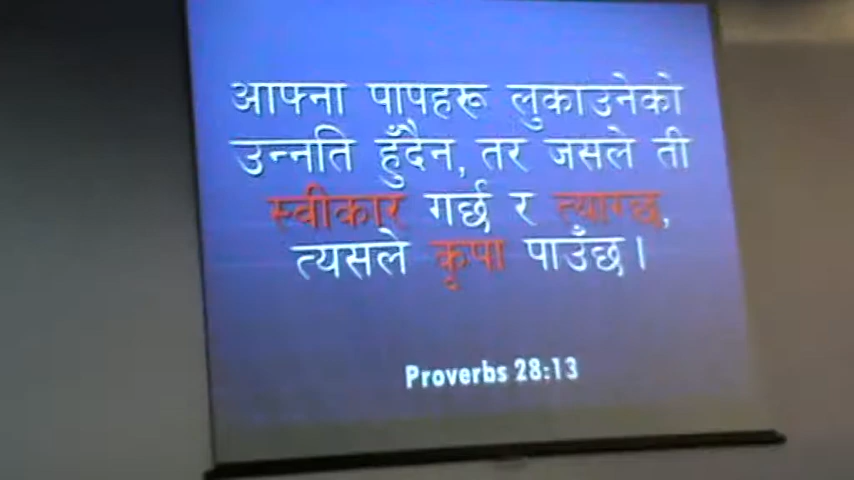 आफ्ना पापहरू लुकाउनेको
उन्नति हुँदैन, तर जसले ती
स्वीकार गर्छ र त्याग्छ,
त्यसले कृपा पाउँछ।
Proverbs 28:13